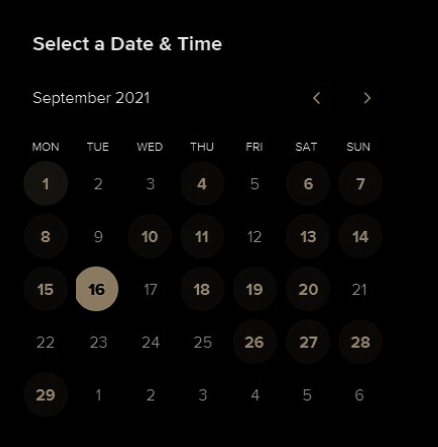 Select a Date & Time
September 2021
MON TUE WED THU FRI SAT SUN
1 2 3 4 5 6 7
8 9 10 11 12 13 14
15 16 17 18 19 20 21
22 23 24 25 26 27 28
29 1 2 3 4 5 6